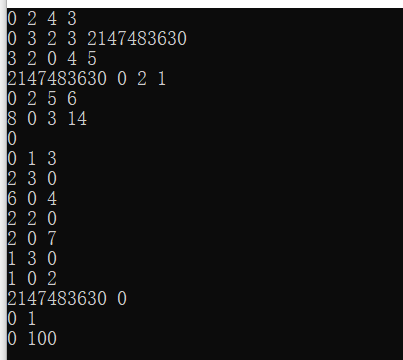 0 2 4 3
0 3 2 3 2147483630
3 2 0 4 5
2147483630 0 2 1
0 2 5 6
8 0 3 14
0
0 1 3
2 3 0
6 0 4
2 2 0
2 0 7
1 3 0
1 0 2
2147483630 0
0 1
0 100